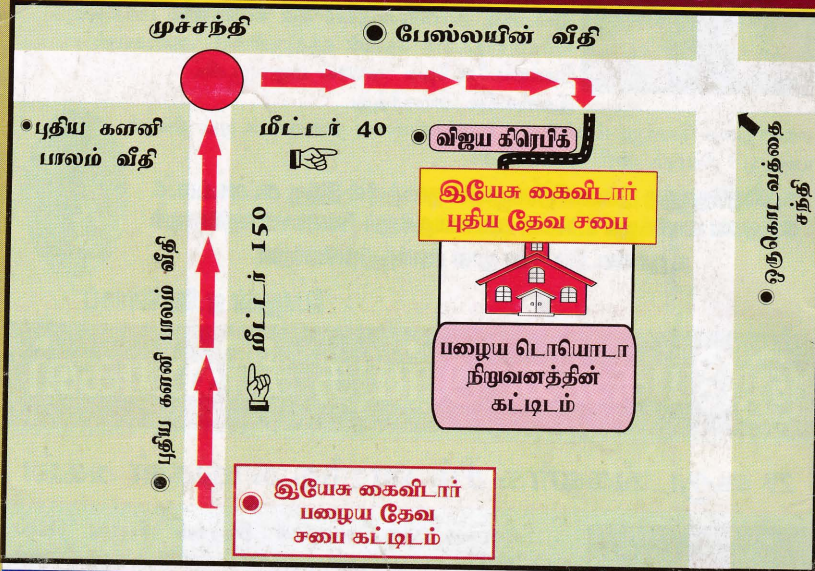 முச்சந்தி
பேஸ்லயின் வீதி
புதிய களனி
பாலம் வீதி
மீட்டர் 40
விஜய கிரெபிக்
இயேசு கைவிடார்
புதிய தேவ சபை
ஒருகொடவத்தை
சந்தி
மீட்டர் 150
புதிய களனி பாலம் வீதி
பழைய டொயொடா
நிறுவனத்தின்
கட்டிடம்
இயேசு கைவிடார்
பழைய தேவ
சபை கட்டிடம்